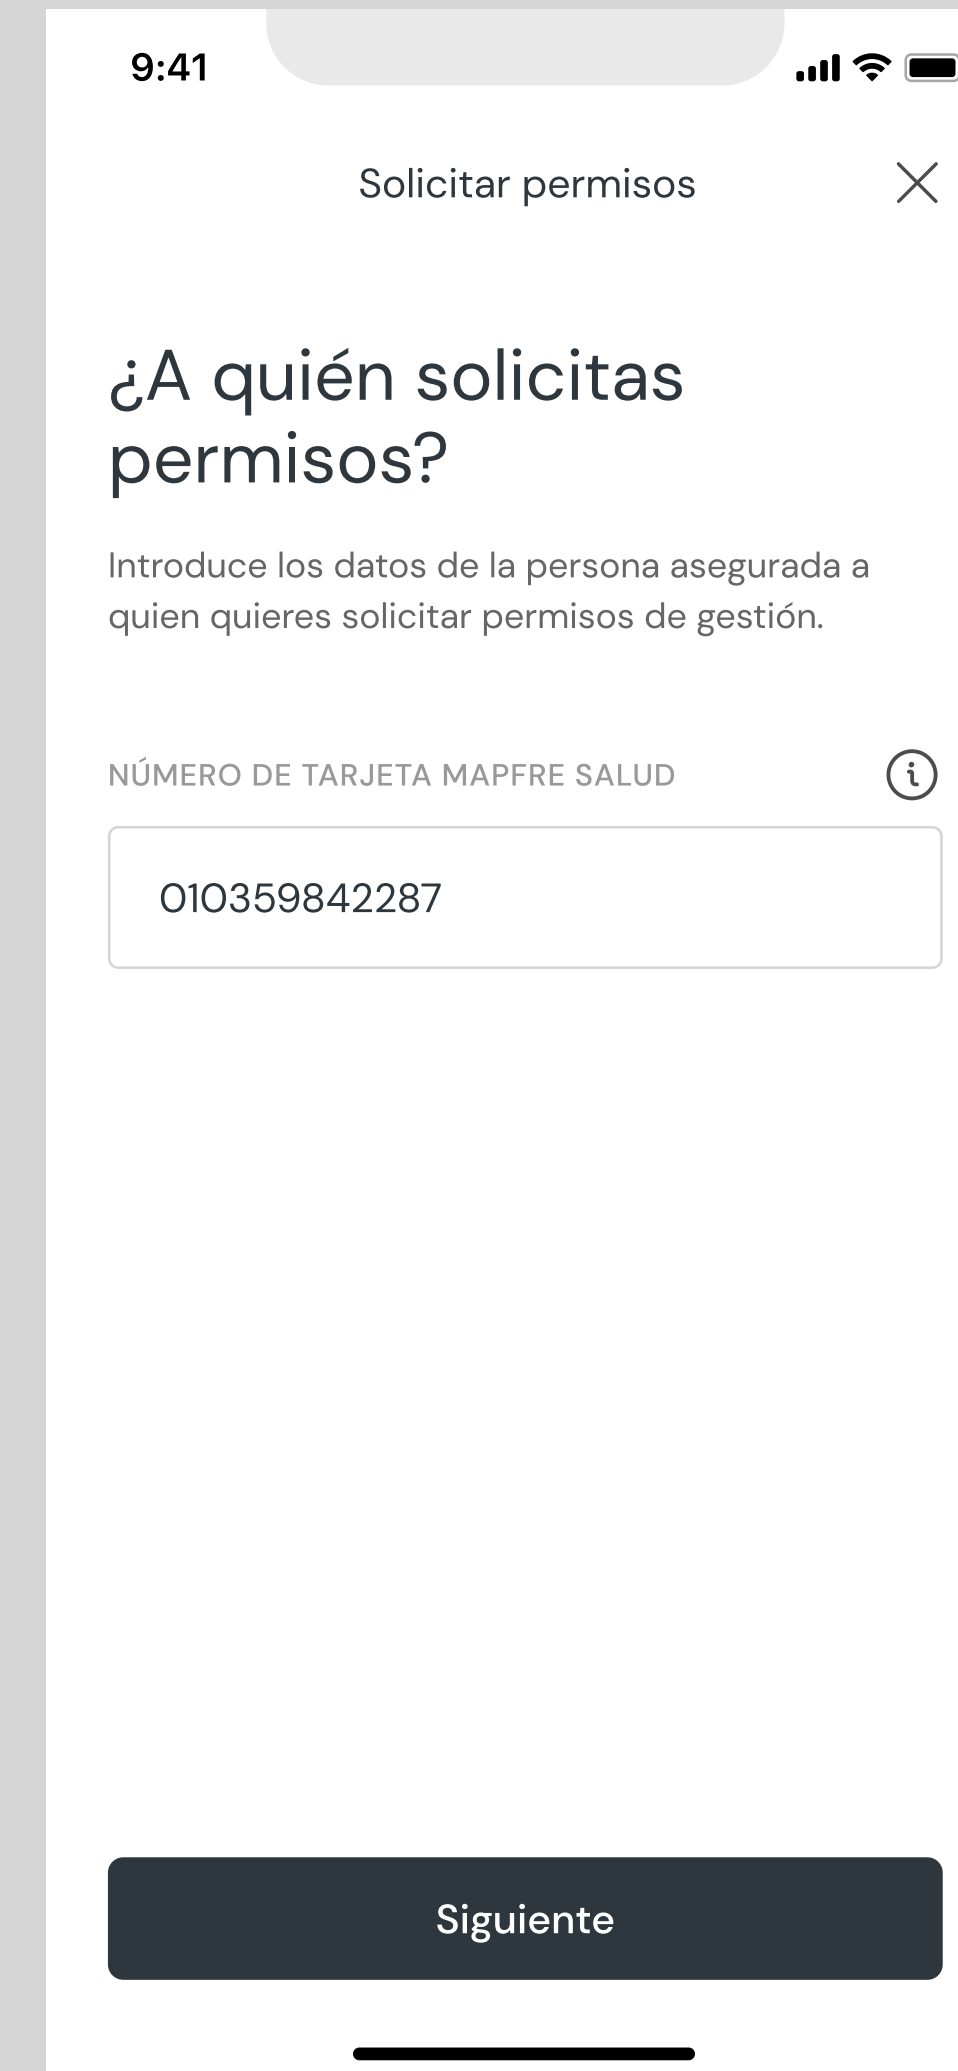 9:41
Solicitar permisos
¿A quién solicitas
permisos?
Introduce los datos de la persona asegurada a
quien quieres solicitar permisos de gestión.
NÚMERO DE TARJETA MAPFRE SALUD
010359842287
Siguiente